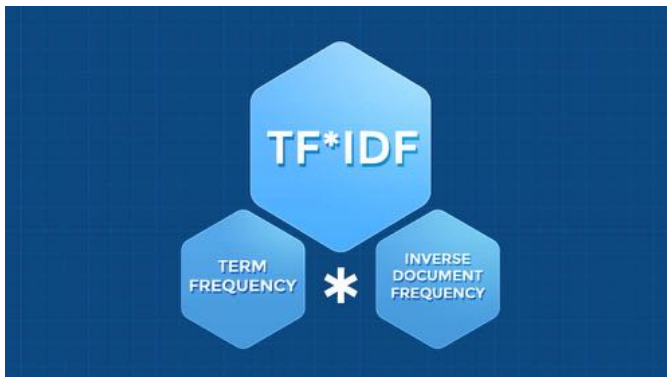 TF*IDF
TERM
FREQUENCY
*
INVERSE
DOCUMENT
FREQUENCY